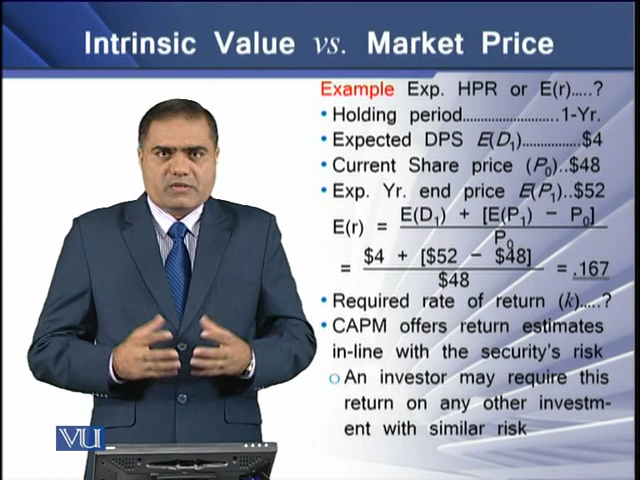 Intrinsic Value vs. Market Price
Example Exp. HPR or E(r)…..?
• Holding period……………………..1-Yr.
• Expected DPS E(D₁)……………$4
• Current Share price (P₀)..$48
• Exp. Yr. end price E(P₁)..$52
E(r) = E(D₁) + [E(P₁) − P₀] / P₀
= $4 + [$52 − $48] / $48 = .167
• Required rate of return (k)…..?
• CAPM offers return estimates
in-line with the security's risk
o An investor may require this
return on any other investm-
ent with similar risk
VU